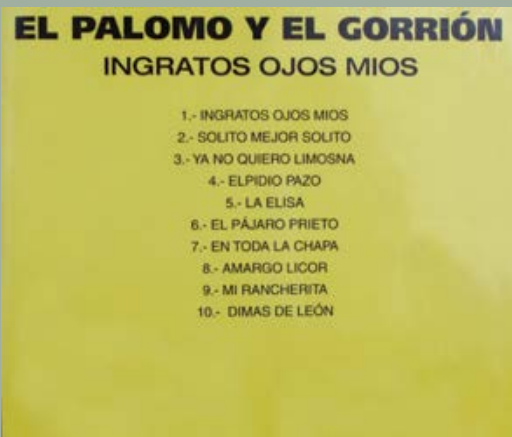 EL PALOMO Y EL GORRIÓN
INGRATOS OJOS MIOS
1.- INGRATOS OJOS MIOS
2.- SOLITO MEJOR SOLITO
3.- YA NO QUIERO LIMOSNA
4.- ELPIDIO PAZO
5.- LA ELISA
6.- EL PÁJARO PRIETO
7.- EN TODA LA CHAPA
8.- AMARGO LICOR
9.- MI RANCHERITA
10.- DIMAS DE LEÓN